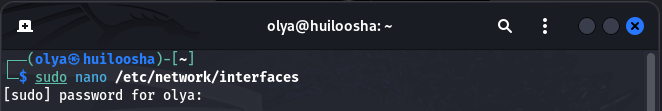 olya@huiloosha: ~
┌──(olya㉿huiloosha)-[~]
└─$ sudo nano /etc/network/interfaces
[sudo] password for olya: